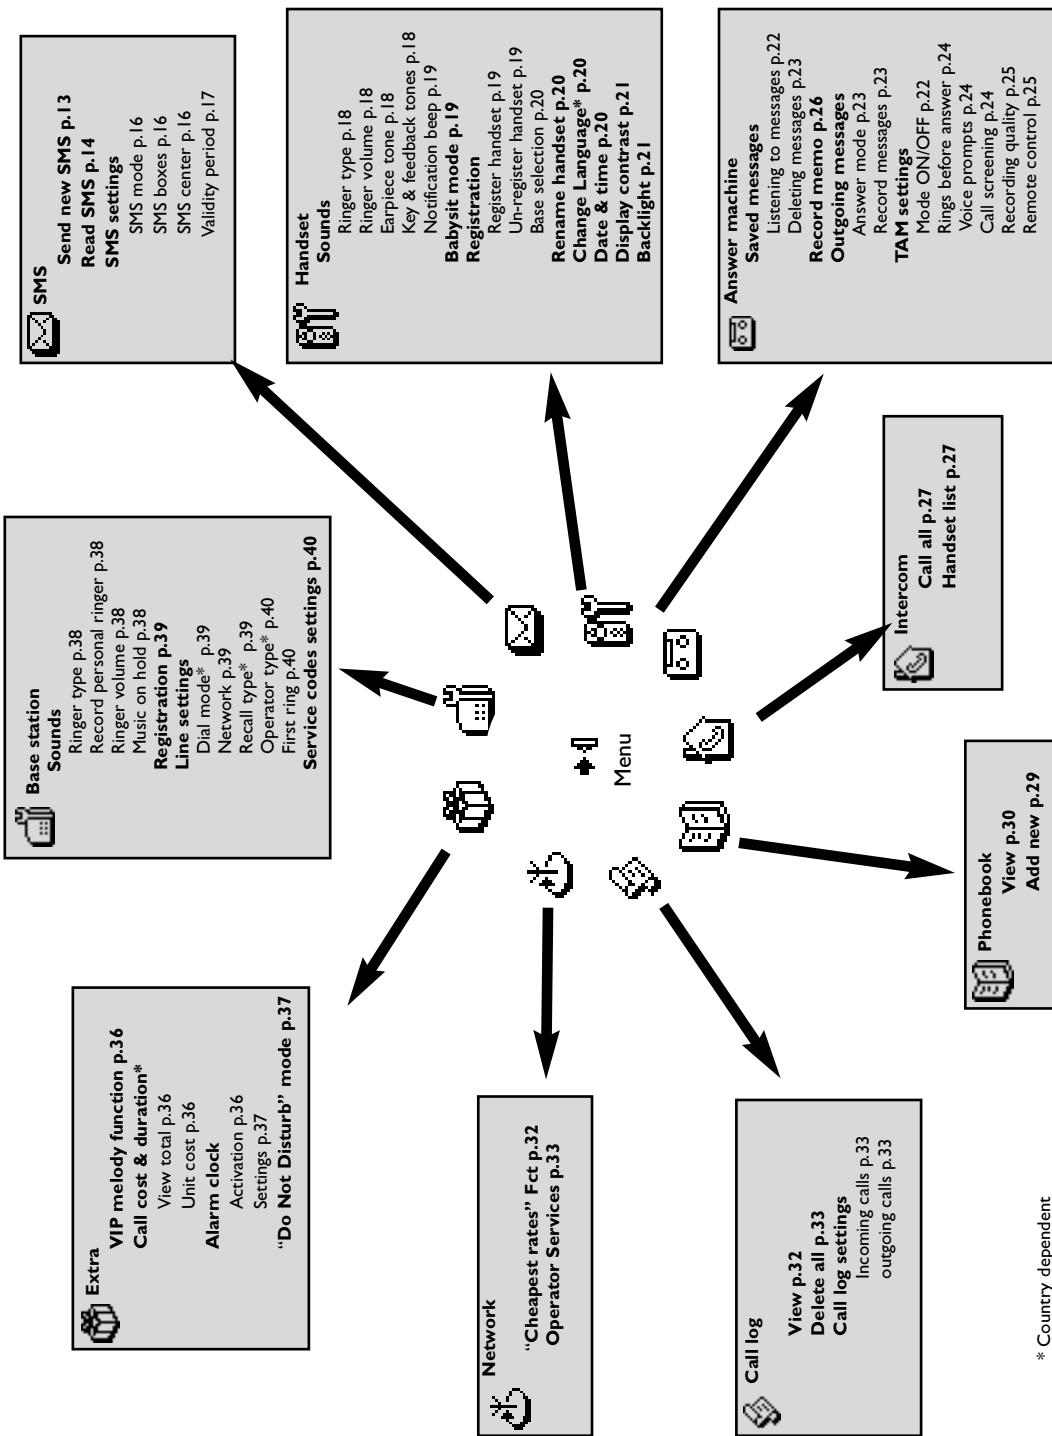 Extra
VIP melody function p.36
Call cost & duration*
View total p.36
Unit cost p.36
Alarm clock
Activation p.36
Settings p.37
“Do Not Disturb” mode p.37
Base station
Sounds
Ringer type p.38
Record personal ringer p.38
Ringer volume p.38
Music on hold p.38
Registration p.39
Line settings
Dial mode* p.39
Network p.39
Recall type* p.39
Operator type* p.40
First ring p.40
Service codes settings p.40
SMS
Send new SMS p.13
Read SMS p.14
SMS settings
SMS mode p.16
SMS boxes p.16
SMS center p.16
Validity period p.17
Network
“Cheapest rates” Fct p.32
Operator Services p.33
Menu
Handset
Sounds
Ringer type p.18
Ringer volume p.18
Earpiece tone p.18
Key & feedback tones p.18
Notification beep p.19
Babysit mode p.19
Registration
Register handset p.19
Un-register handset p.19
Base selection p.20
Rename handset p.20
Change Language* p.20
Date & time p.20
Display contrast p.21
Backlight p.21
Call log
View p.32
Delete all p.33
Call log settings
Incoming calls p.33
outgoing calls p.33
Phonebook
View p.30
Add new p.29
Intercom
Call all p.27
Handset list p.27
Answer machine
Saved messages
Listening to messages p.22
Deleting messages p.23
Record memo p.26
Outgoing messages
Answer mode p.23
Record messages p.23
TAM settings
Mode ON/OFF p.22
Rings before answer p.24
Voice prompts p.24
Call screening p.24
Recording quality p.25
Remote control p.25
* Country dependent